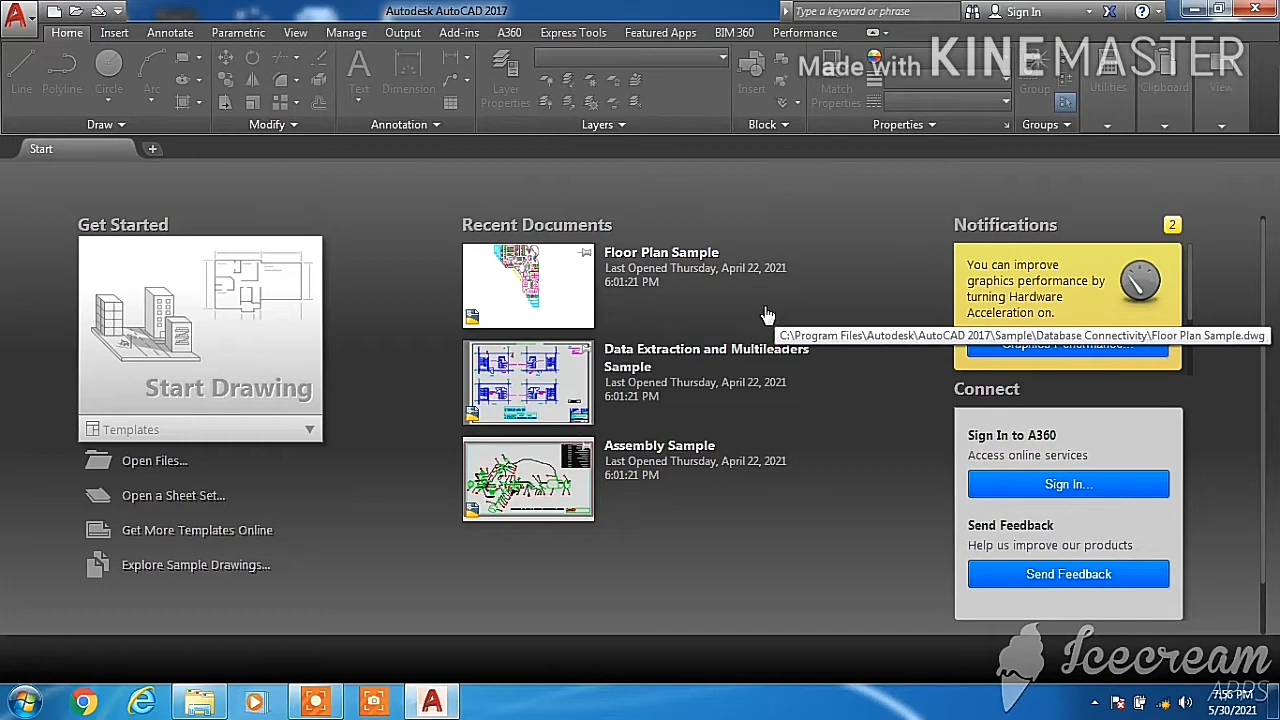 Autodesk AutoCAD 2017
Type a keyword or phrase
Sign In
Home
Insert
Annotate
Parametric
View
Manage
Output
Add-ins
A360
Express Tools
Featured Apps
BIM 360
Performance
Made with KINEMASTER
Line
Polyline
Circle
Arc
Text
Dimension
Layer
Properties
Insert
Match
Properties
Group
Utilities
Clipboard
View
Draw
Modify
Annotation
Layers
Block
Properties
Groups
Start
Get Started
Start Drawing
Templates
Open Files...
Open a Sheet Set...
Get More Templates Online
Explore Sample Drawings...
Recent Documents
Floor Plan Sample
Last Opened Thursday, April 22, 2021
6:01:21 PM
C:\Program Files\Autodesk\AutoCAD 2017\Sample\Database Connectivity\Floor Plan Sample.dwg
Data Extraction and Multileaders
Sample
Last Opened Thursday, April 22, 2021
6:01:21 PM
Assembly Sample
Last Opened Thursday, April 22, 2021
6:01:21 PM
Notifications
2
You can improve
graphics performance by
turning Hardware
Acceleration on.
Graphics Performance...
Connect
Sign In to A360
Access online services
Sign In...
Send Feedback
Help us improve our products
Send Feedback
Icecream
APPS
7:56 PM
5/30/2021